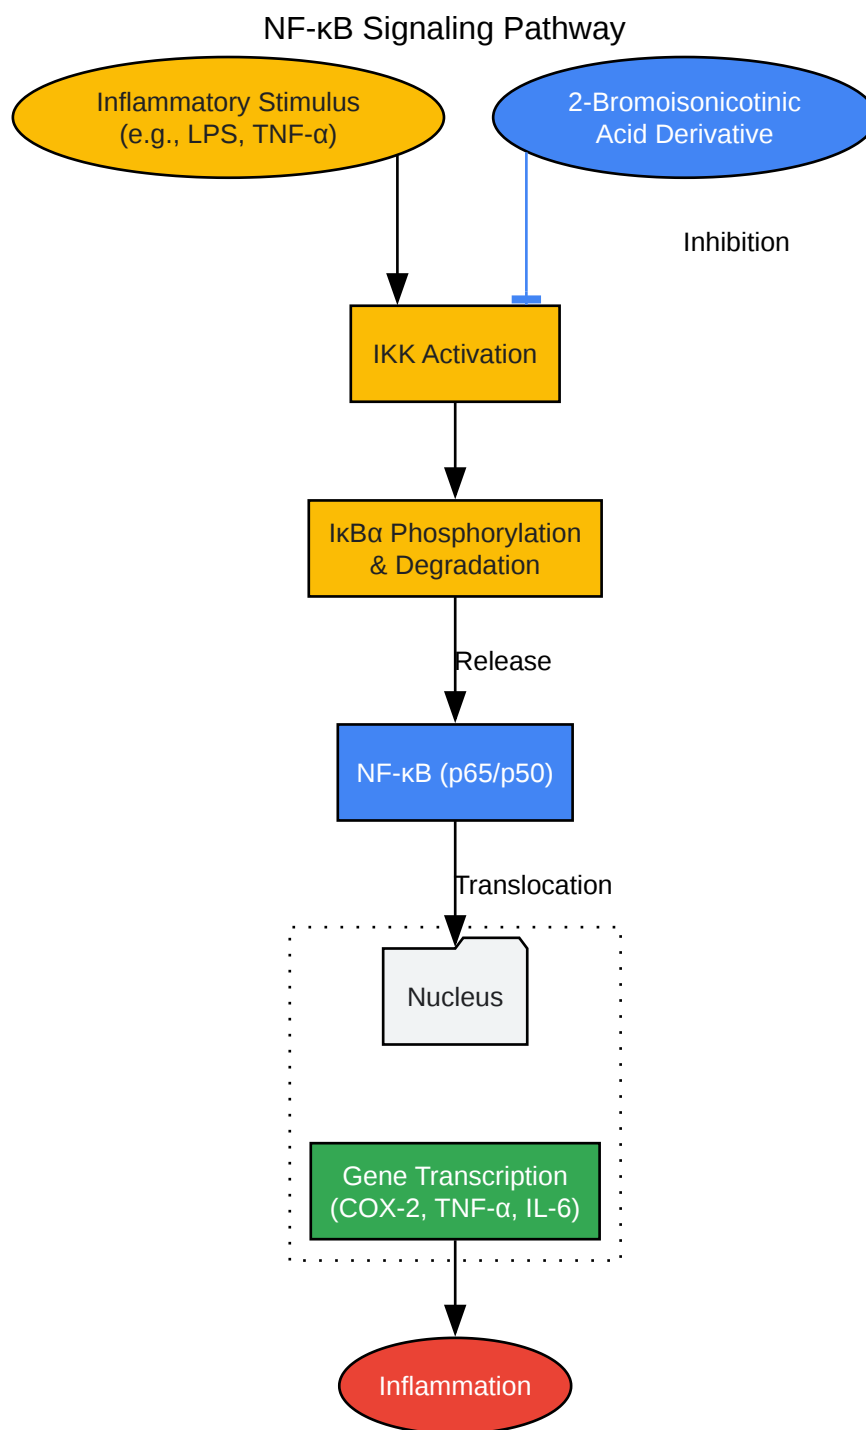 NF-κB Signaling Pathway
Inflammatory Stimulus
(e.g., LPS, TNF-α)
2-Bromoisonicotinic
Acid Derivative
Inhibition
IKK Activation
IκBα Phosphorylation
& Degradation
Release
NF-κB (p65/p50)
Translocation
Nucleus
Gene Transcription
(COX-2, TNF-α, IL-6)
Inflammation